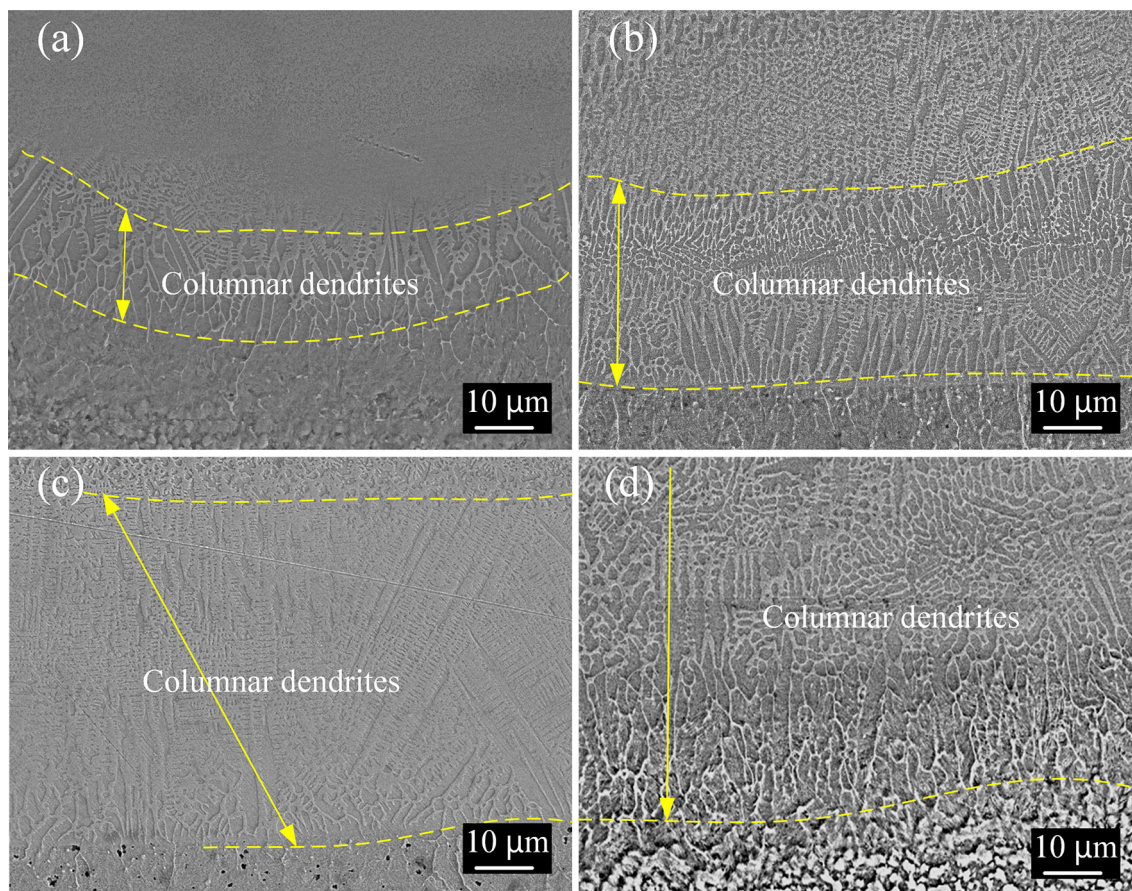 (a)
Columnar dendrites
10 μm
(b)
Columnar dendrites
10 μm
(c)
Columnar dendrites
10 μm
(d)
Columnar dendrites
10 μm